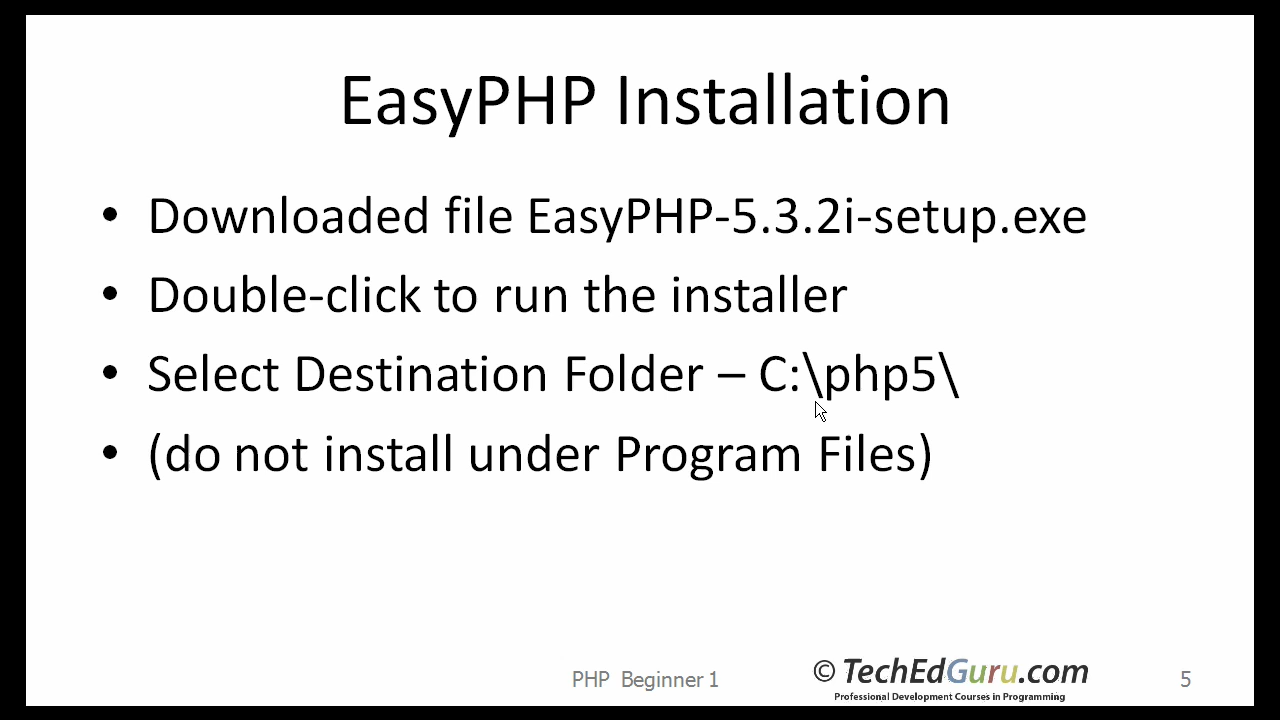 EasyPHP Installation
• Downloaded file EasyPHP-5.3.2i-setup.exe
• Double-click to run the installer
• Select Destination Folder – C:\php5\
• (do not install under Program Files)
PHP Beginner 1
© TechEdGuru.com
Professional Development Courses in Programming
5